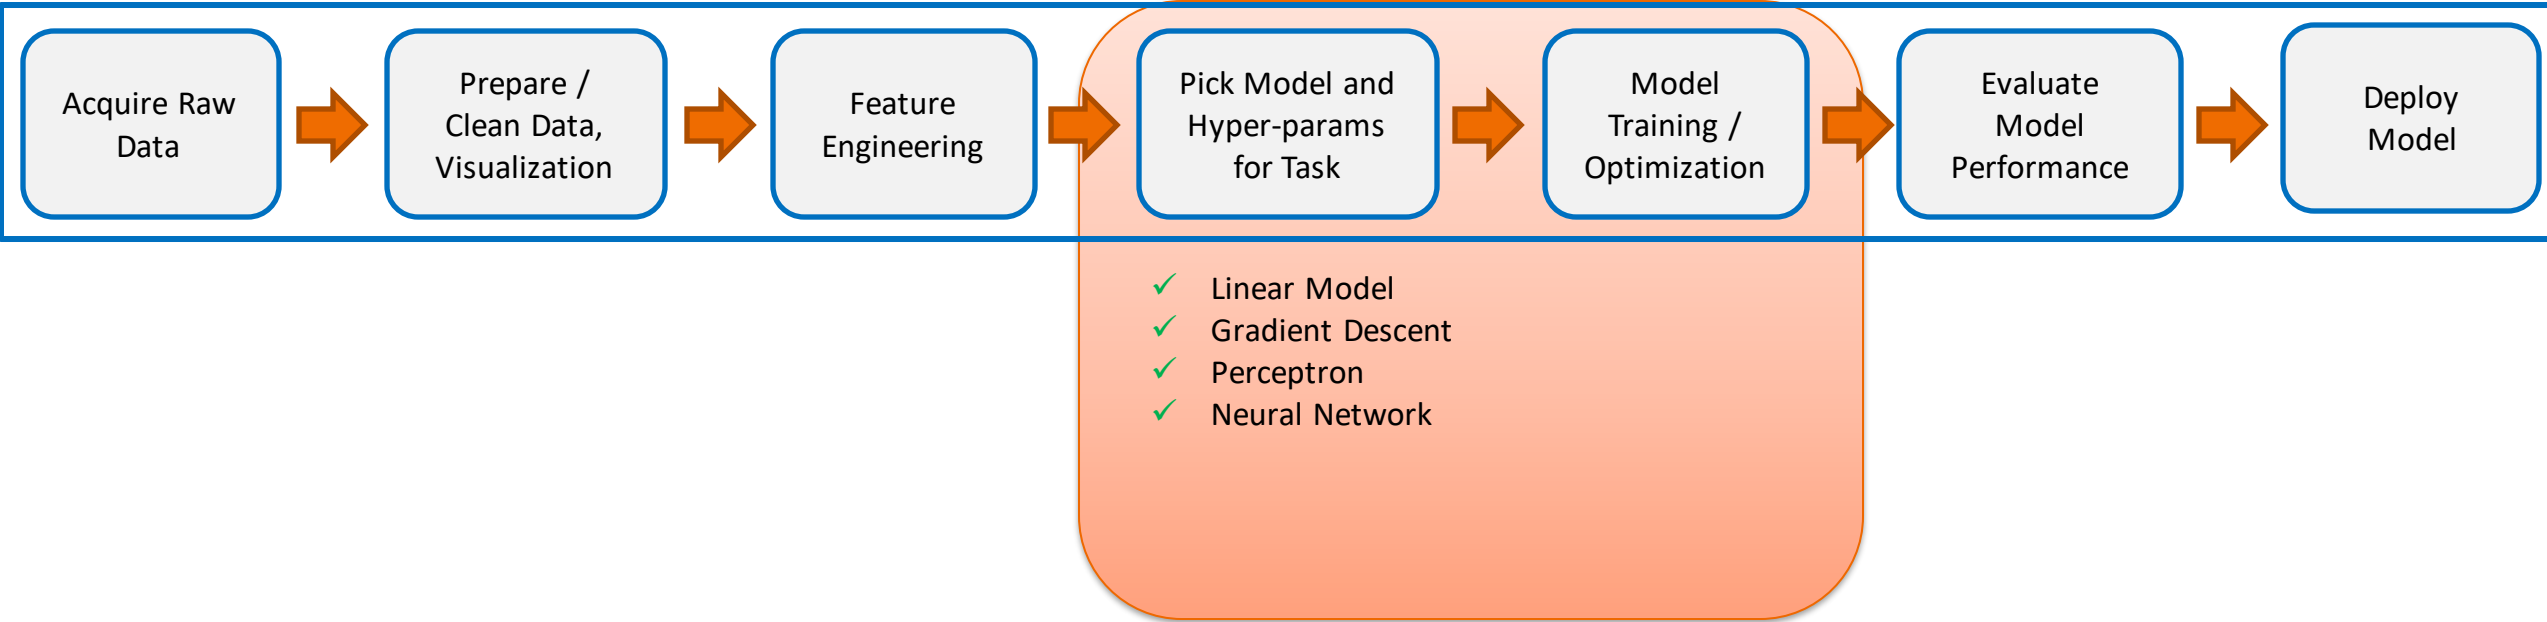 Acquire Raw
Data
Prepare /
Clean Data,
Visualization
Feature
Engineering
Pick Model and
Hyper-params
for Task
Model
Training /
Optimization
Evaluate
Model
Performance
Deploy
Model
✓ Linear Model
✓ Gradient Descent
✓ Perceptron
✓ Neural Network